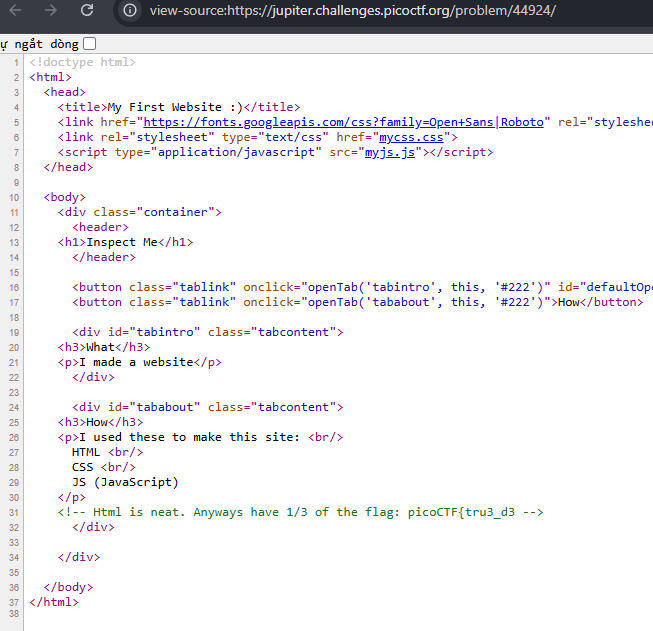 view-source:https://jupiter.challenges.picoctf.org/problem/44924/
ự ngắt dòng
1 <!doctype html>
2 <html>
3 <head>
4 <title>My First Website :)</title>
5 <link href="https://fonts.googleapis.com/css?family=Open+Sans|Roboto" rel="styleshee
6 <link rel="stylesheet" type="text/css" href="mycss.css">
7 <script type="application/javascript" src="myjs.js"></script>
8 </head>
9
10 <body>
11 <div class="container">
12 <header>
13 <h1>Inspect Me</h1>
14 </header>
15
16 <button class="tablink" onclick="openTab('tabintro', this, '#222')" id="defaultOpe
17 <button class="tablink" onclick="openTab('tababout', this, '#222')">How</button>
18
19 <div id="tabintro" class="tabcontent">
20 <h3>What</h3>
21 <p>I made a website</p>
22 </div>
23
24 <div id="tababout" class="tabcontent">
25 <h3>How</h3>
26 <p>I used these to make this site: <br/>
27 HTML <br/>
28 CSS <br/>
29 JS (JavaScript)
30 </p>
31 <!-- Html is neat. Anyways have 1/3 of the flag: picoCTF{tru3_d3 -->
32 </div>
33
34 </div>
35
36 </body>
37 </html>
38